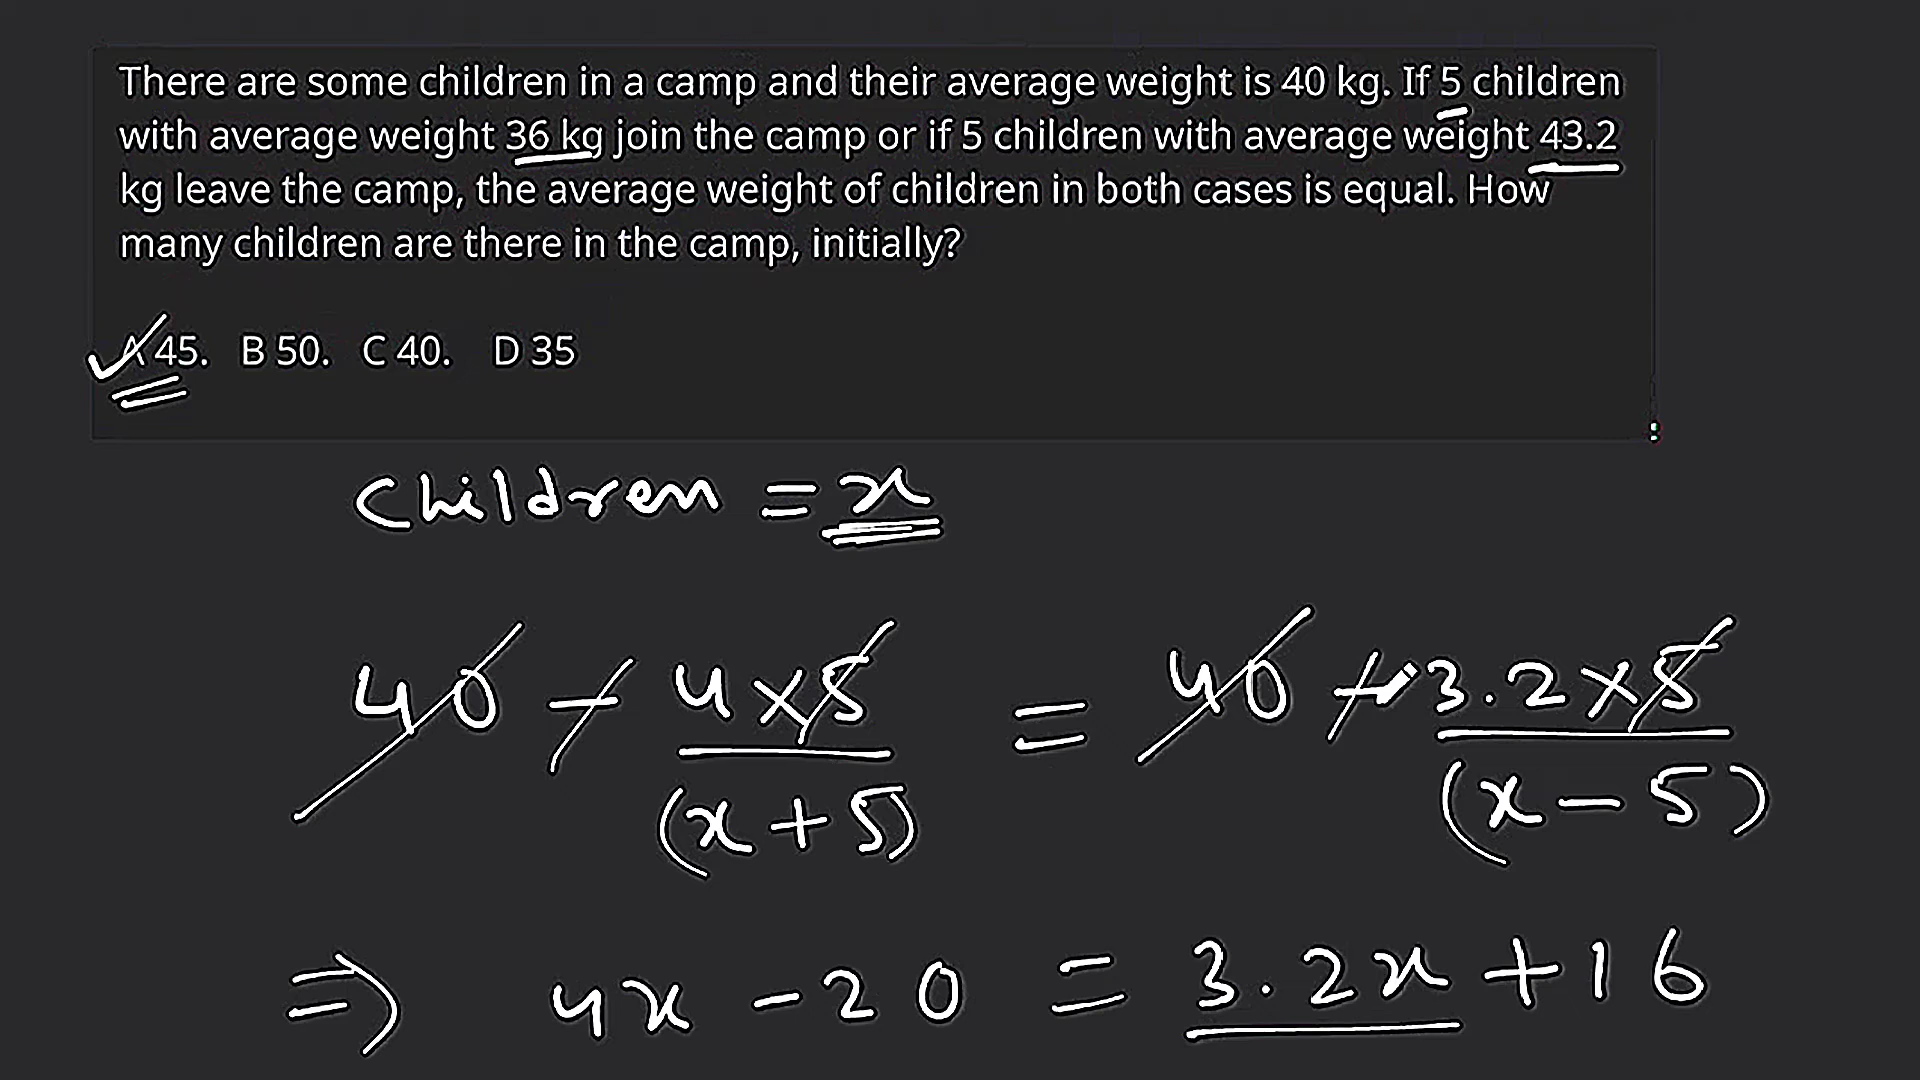 There are some children in a camp and their average weight is 40 kg. If 5 children
with average weight 36 kg join the camp or if 5 children with average weight 43.2
kg leave the camp, the average weight of children in both cases is equal. How
many children are there in the camp, initially?
A 45. B 50. C 40. D 35
Children = x
40 - 4×5/(x+5) = 40 - 3.2×5/(x-5)
⇒ 4x - 20 = 3.2x + 16